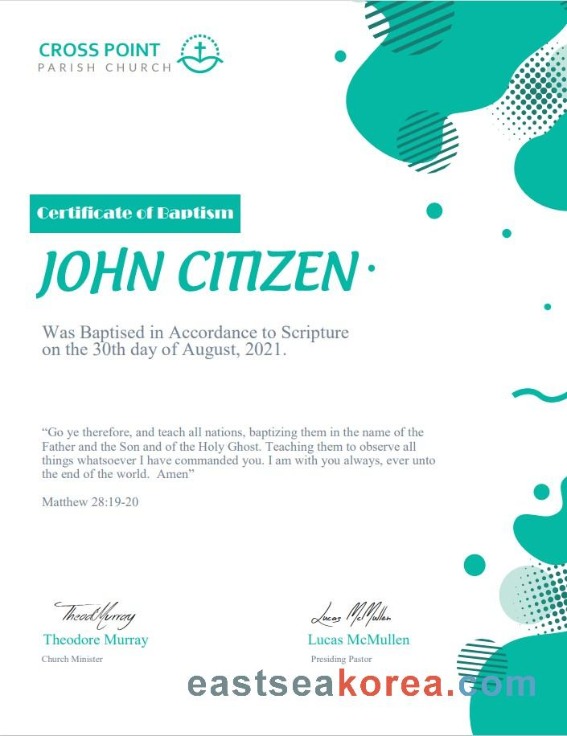 CROSS POINT
PARISH CHURCH
Certificate of Baptism
JOHN CITIZEN
Was Baptised in Accordance to Scripture
on the 30th day of August, 2021.
“Go ye therefore, and teach all nations, baptizing them in the name of the
Father and the Son and of the Holy Ghost. Teaching them to observe all
things whatsoever I have commanded you. I am with you always, ever unto
the end of the world.  Amen”
Matthew 28:19-20
Thead Murray
Lucas McMullen
Theodore Murray
Lucas McMullen
Church Minister
Presiding Pastor
eastseakorea.com